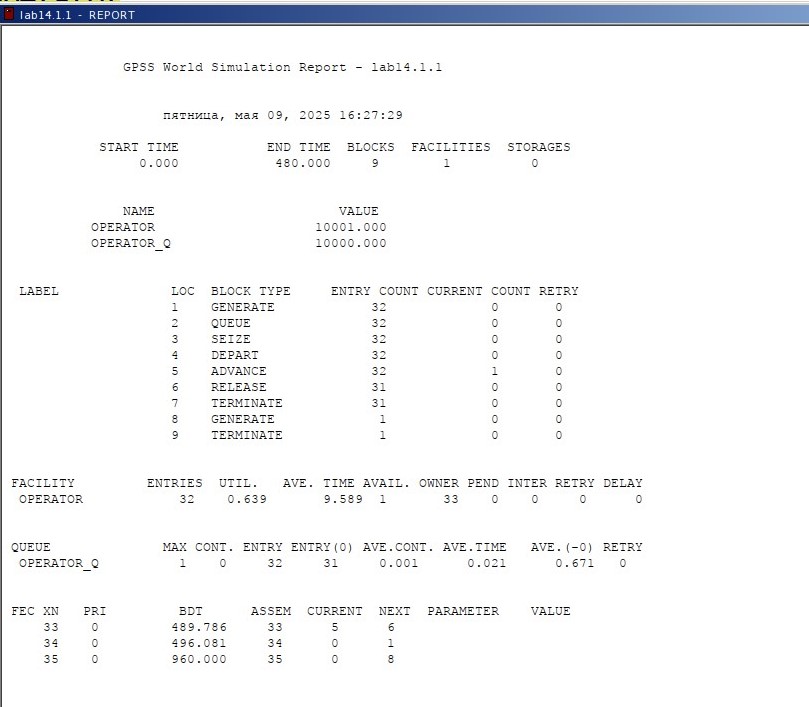 lab14.1.1 - REPORT
GPSS World Simulation Report - lab14.1.1
пятница, мая 09, 2025 16:27:29
START TIME END TIME BLOCKS FACILITIES STORAGES
0.000 480.000 9 1 0
NAME VALUE
OPERATOR 10001.000
OPERATOR_Q 10000.000
LABEL LOC BLOCK TYPE ENTRY COUNT CURRENT COUNT RETRY
1 GENERATE 32 0 0
2 QUEUE 32 0 0
3 SEIZE 32 0 0
4 DEPART 32 0 0
5 ADVANCE 32 1 0
6 RELEASE 31 0 0
7 TERMINATE 31 0 0
8 GENERATE 1 0 0
9 TERMINATE 1 0 0
FACILITY ENTRIES UTIL. AVE. TIME AVAIL. OWNER PEND INTER RETRY DELAY
OPERATOR 32 0.639 9.589 1 33 0 0 0 0
QUEUE MAX CONT. ENTRY ENTRY(0) AVE.CONT. AVE.TIME AVE.(-0) RETRY
OPERATOR_Q 1 0 32 31 0.001 0.021 0.671 0
FEC XN PRI BDT ASSEM CURRENT NEXT PARAMETER VALUE
33 0 489.786 33 5 6
34 0 496.081 34 0 1
35 0 960.000 35 0 8